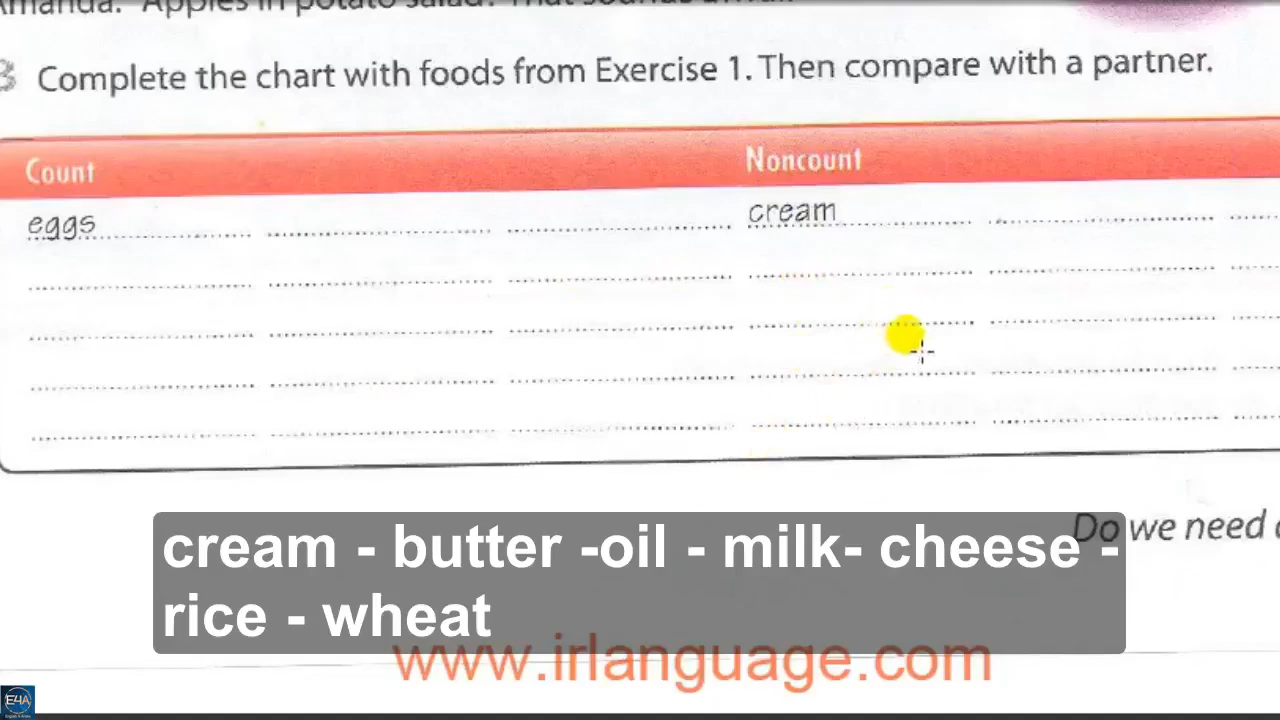 Amanda: Apples in potato salad? That sounds awful!
3 Complete the chart with foods from Exercise 1. Then compare with a partner.
Count Noncount
eggs cream
Do we need
cream - butter -oil - milk- cheese -
rice - wheat
www.irlanguage.com
E4A